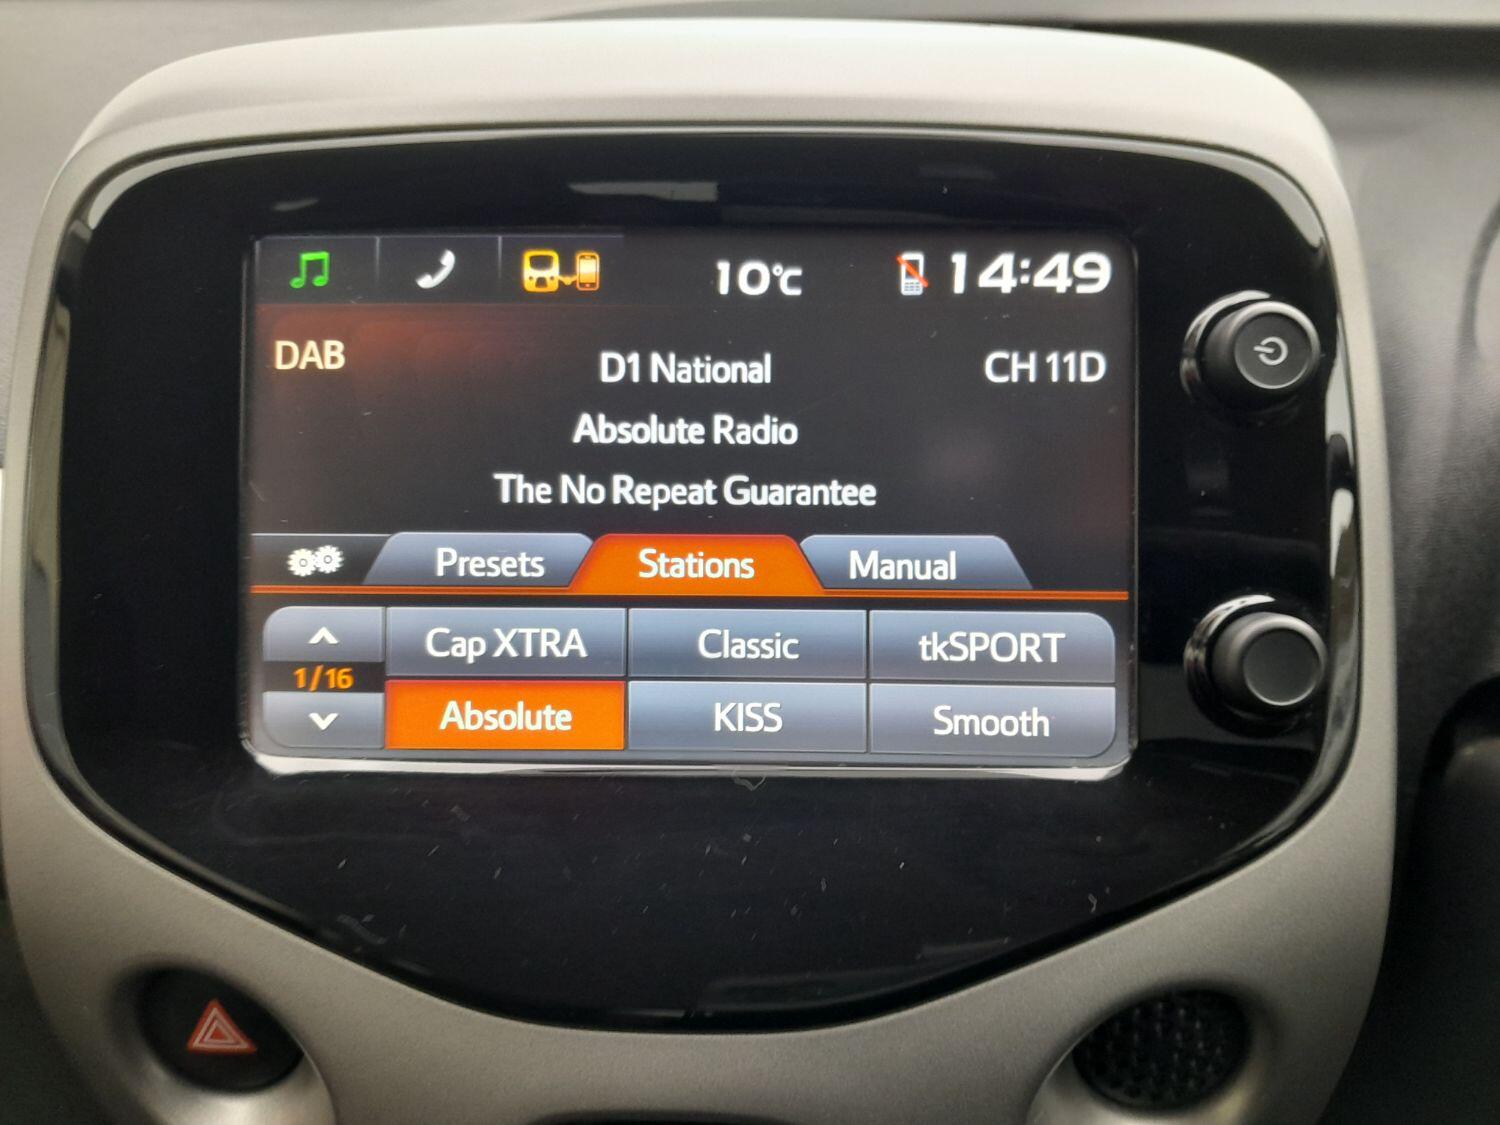 10°C 14:49
DAB D1 National CH 11D
Absolute Radio
The No Repeat Guarantee
Presets Stations Manual
Cap XTRA Classic tkSPORT
1/16
Absolute KISS Smooth